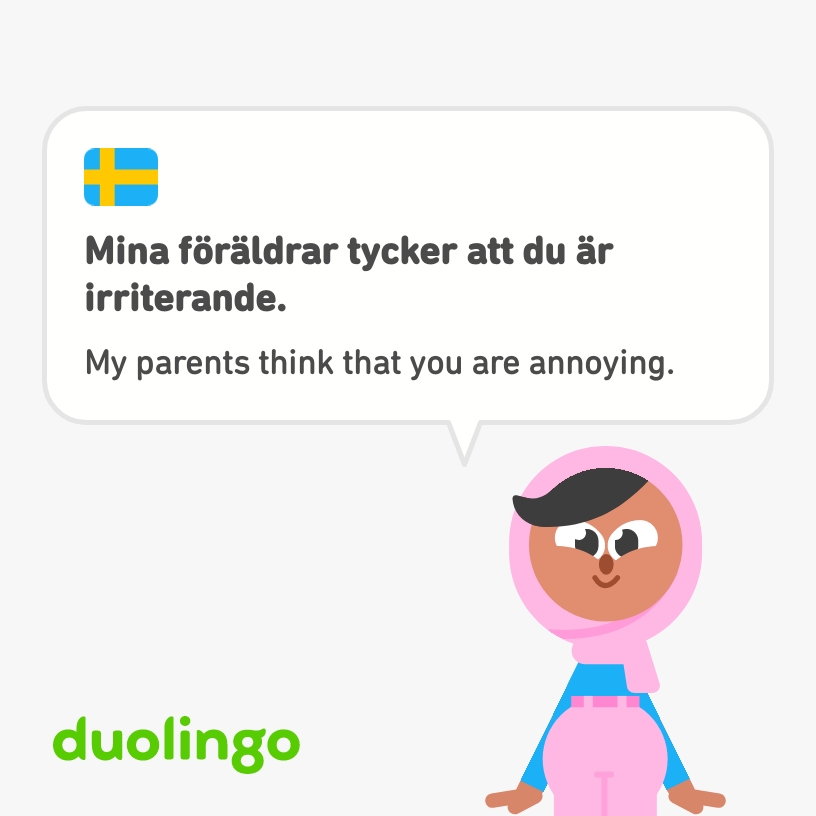 Mina föräldrar tycker att du är
irriterande.
My parents think that you are annoying.
duolingo